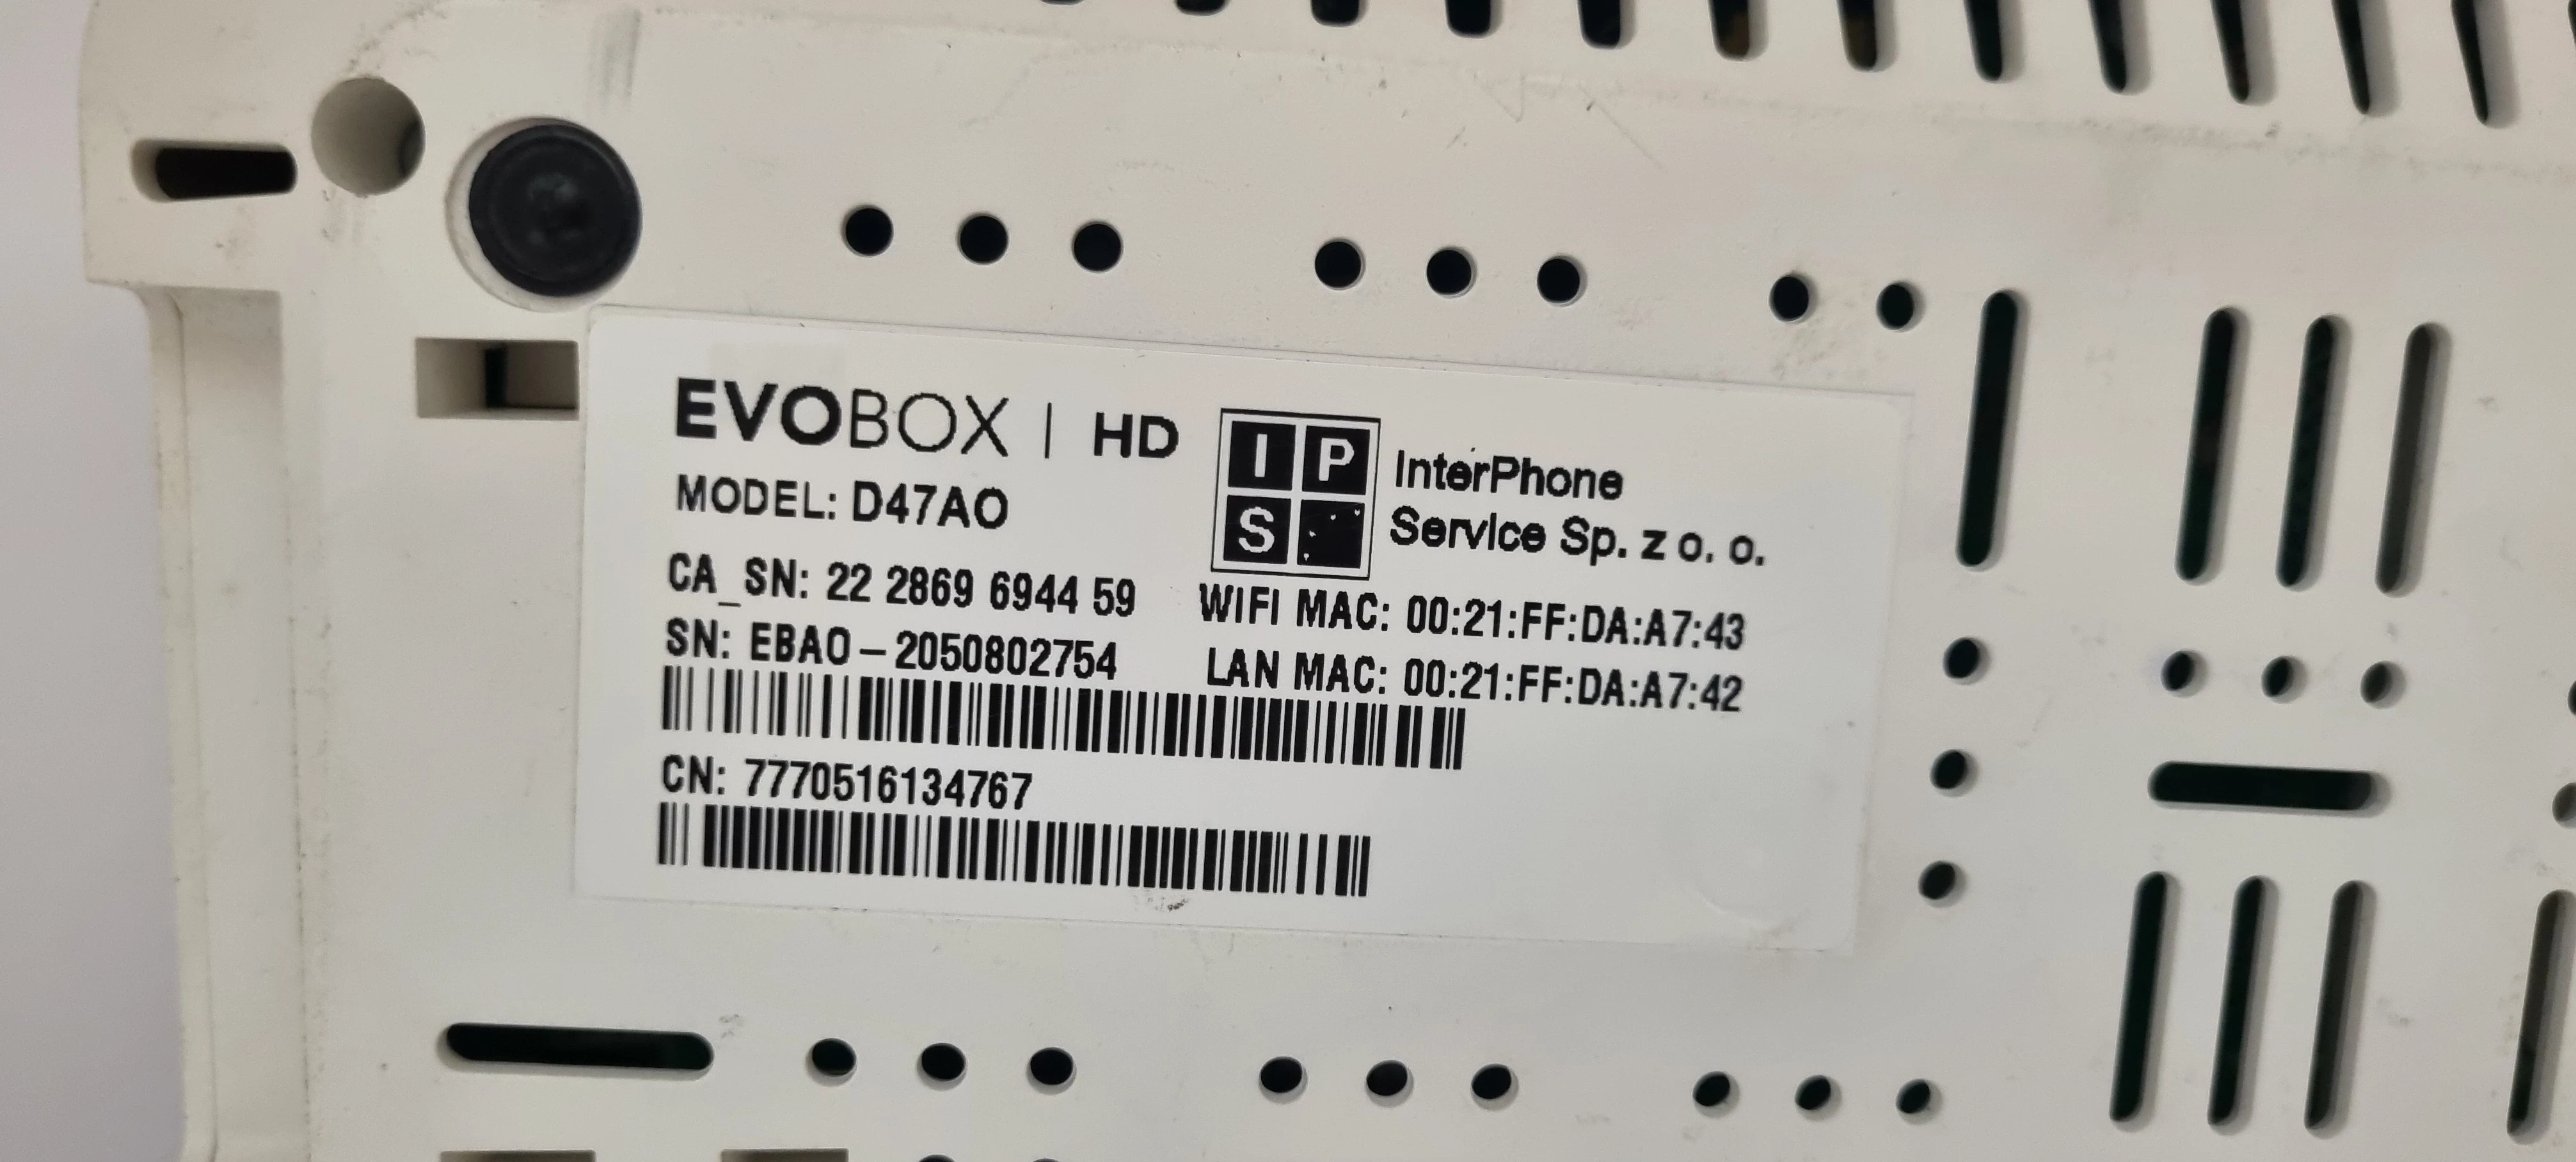 EVOBOX | HD
MODEL: D47AO
IPS
InterPhone
Service Sp. z o. o.
CA_SN: 22 2869 6944 59
WIFI MAC: 00:21:FF:DA:A7:43
SN: EBAO-2050802754
LAN MAC: 00:21:FF:DA:A7:42
CN: 7770516134767